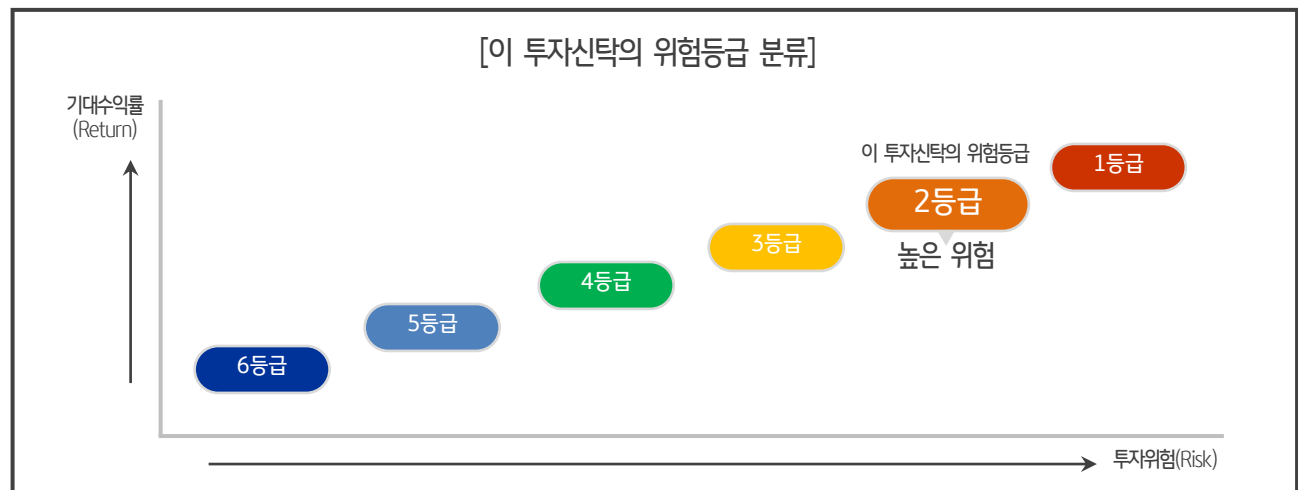 [이 투자신탁의 위험등급 분류]
기대수익률
(Return)
이 투자신탁의 위험등급
1등급
2등급
높은 위험
3등급
4등급
5등급
6등급
투자위험(Risk)